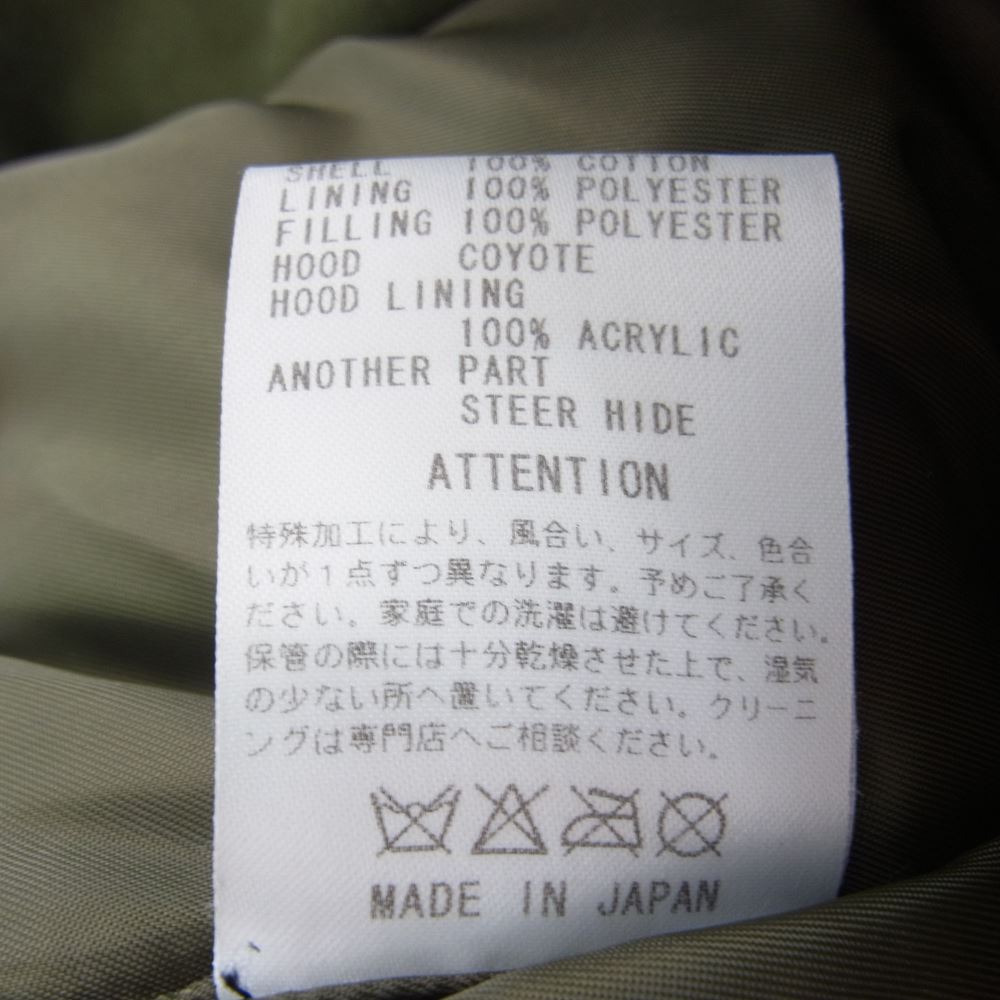 SHELL 100% COTTON
LINING 100% POLYESTER
FILLING 100% POLYESTER
HOOD COYOTE
HOOD LINING
100% ACRYLIC
ANOTHER PART
STEER HIDE
ATTENTION
特殊加工により、風合い、サイズ、色合
いが1点ずつ異なります。予めご了承く
ださい。家庭での洗濯は避けてください。
保管の際には十分乾燥させた上で、湿気
の少ない所へ置いてください。クリーニ
ングは専門店へご相談ください。
MADE IN JAPAN